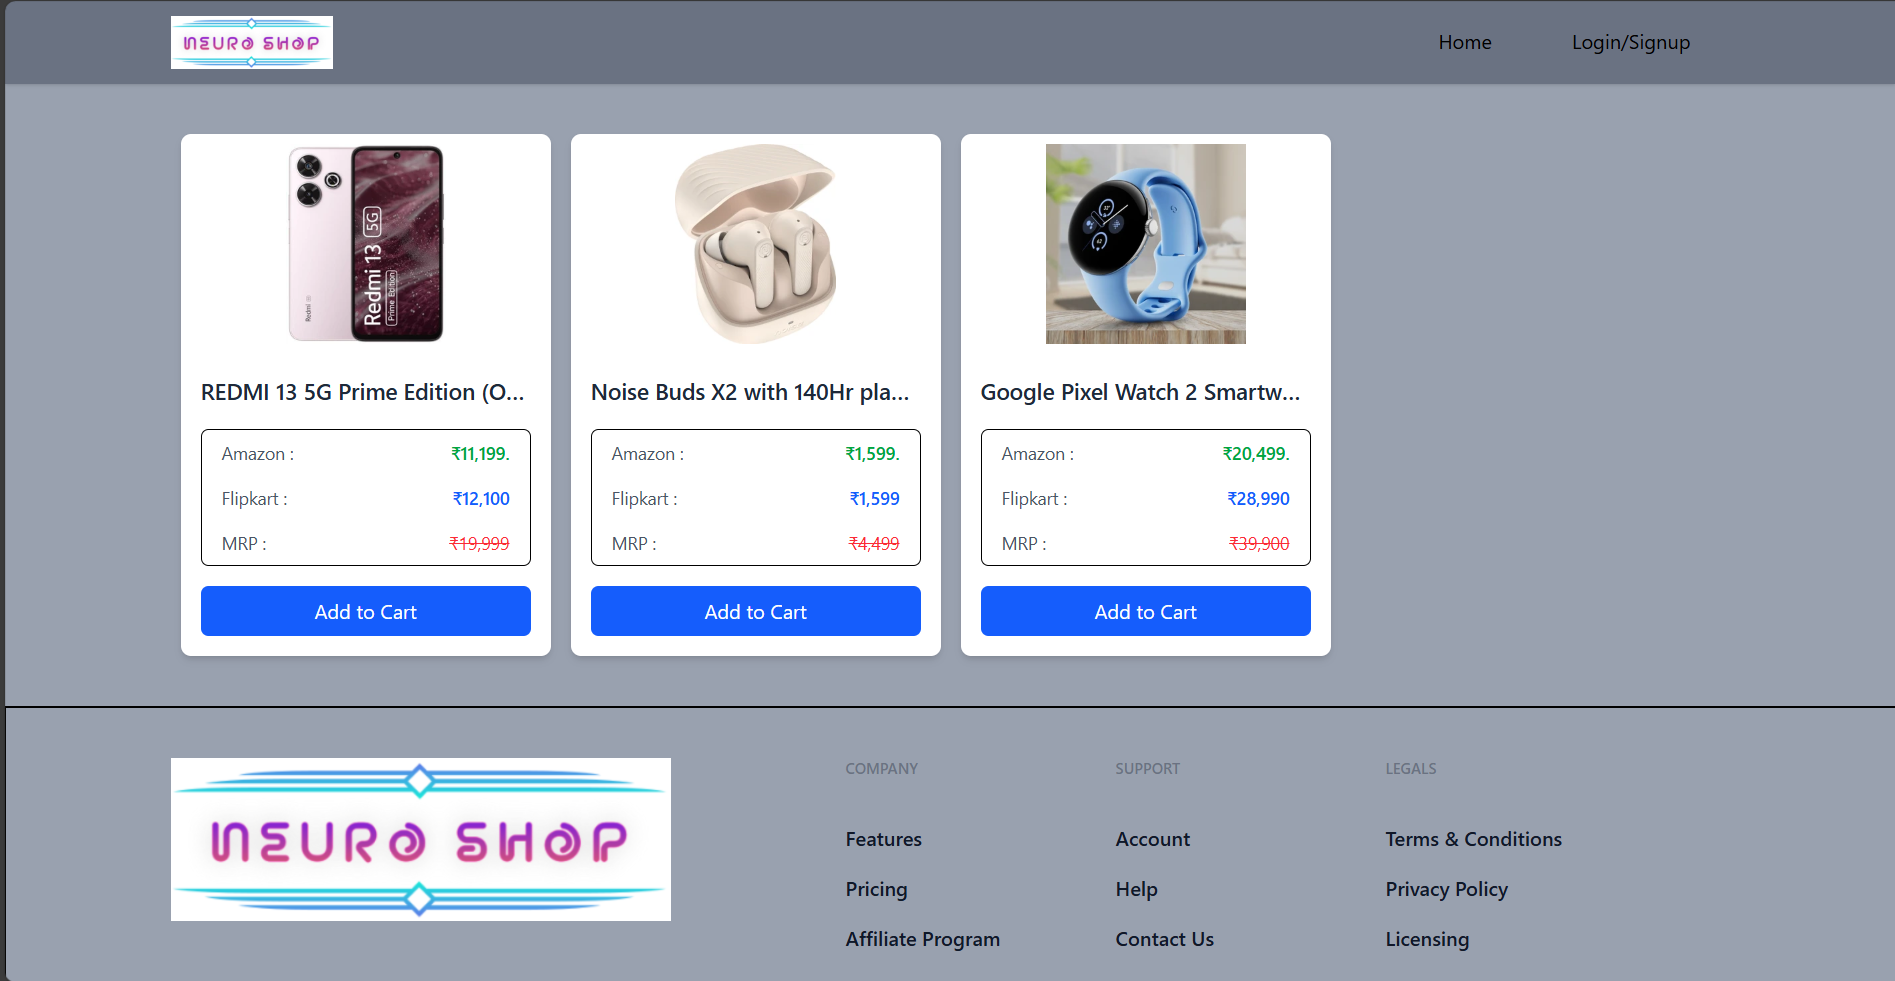 NEURO SHOP
Home
Login/Signup
Redmi
Redmi 13 5G
Prime Edition
REDMI 13 5G Prime Edition (O...
Amazon : ₹11,199.
Flipkart : ₹12,100
MRP : ₹19,999
Add to Cart
Noise Buds X2 with 140Hr pla...
Amazon : ₹1,599.
Flipkart : ₹1,599
MRP : ₹4,499
Add to Cart
Google Pixel Watch 2 Smartw...
Amazon : ₹20,499.
Flipkart : ₹28,990
MRP : ₹39,900
Add to Cart
NEURO SHOP
COMPANY
Features
Pricing
Affiliate Program
SUPPORT
Account
Help
Contact Us
LEGALS
Terms & Conditions
Privacy Policy
Licensing